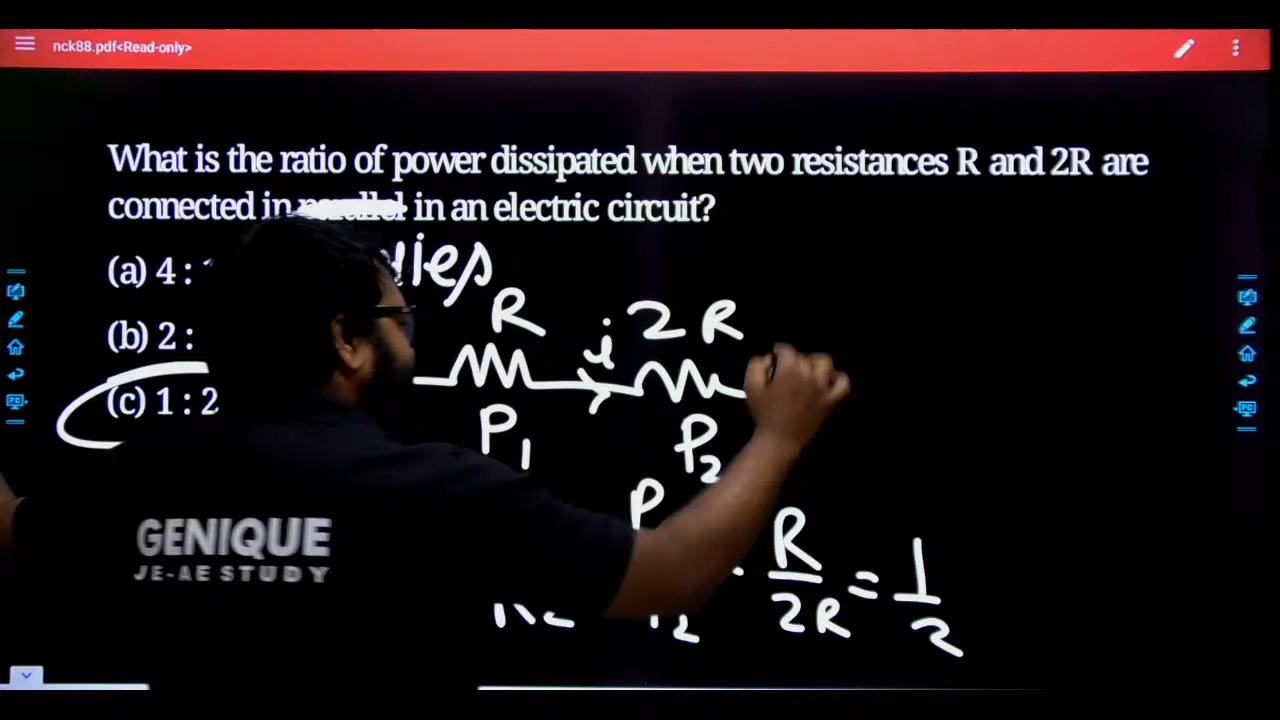 nck88.pdf<Read-only>
What is the ratio of power dissipated when two resistances R and 2R are
connected in parallel in an electric circuit?
(a) 4 :
(b) 2 :
(c) 1 : 2
R i 2R
P1 P2
P
R/2R = 1/2
GENIQUE
JE-AE STUDY